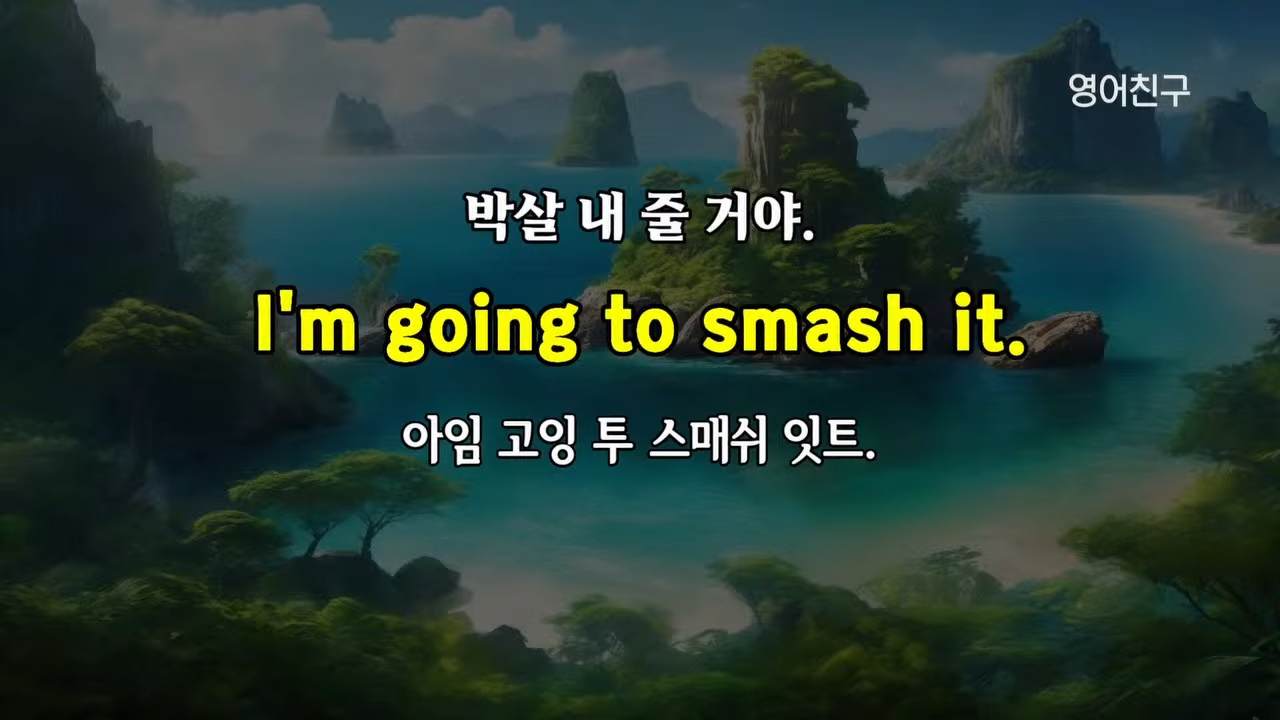 영어친구
박살 내 줄 거야.
I'm going to smash it.
아임 고잉 투 스매쉬 잇트.